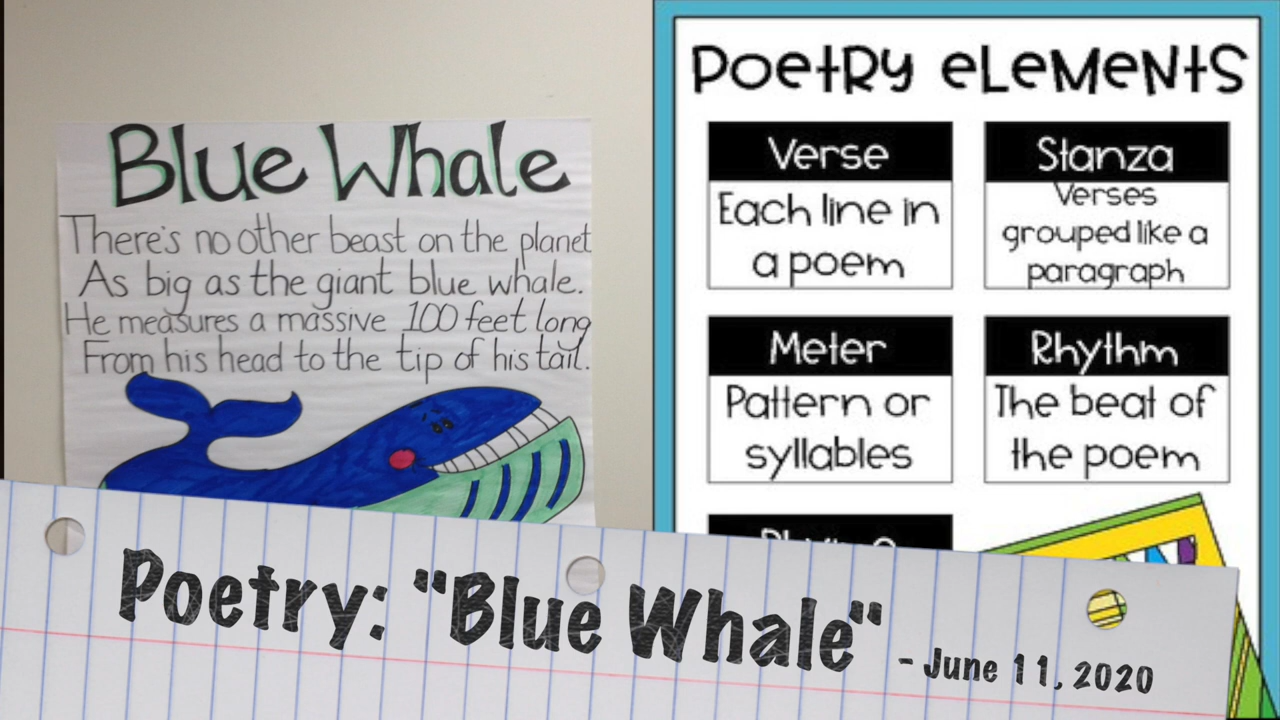 Blue Whale
There's no other beast on the planet
As big as the giant blue whale.
He measures a massive 100 feet long
From his head to the tip of his tail.
Poetry Elements
Verse
Each line in
a poem
Stanza
Verses
grouped like a
paragraph
Meter
Pattern or
syllables
Rhythm
The beat of
the poem
Poetry: "Blue Whale"
- June 11, 2020